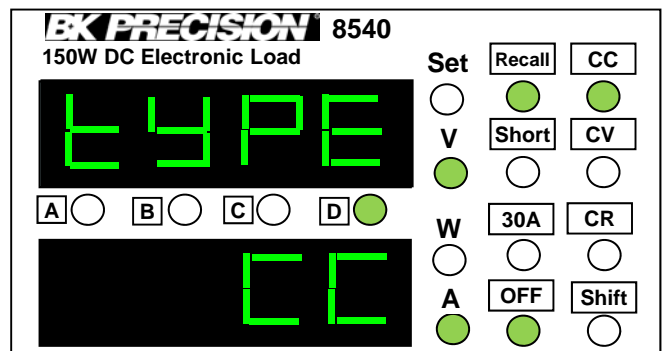 BK PRECISION® 8540
150W DC Electronic Load
Set Recall CC
tYPE
V Short CV
A B C D
W 30A CR
CC
A OFF Shift